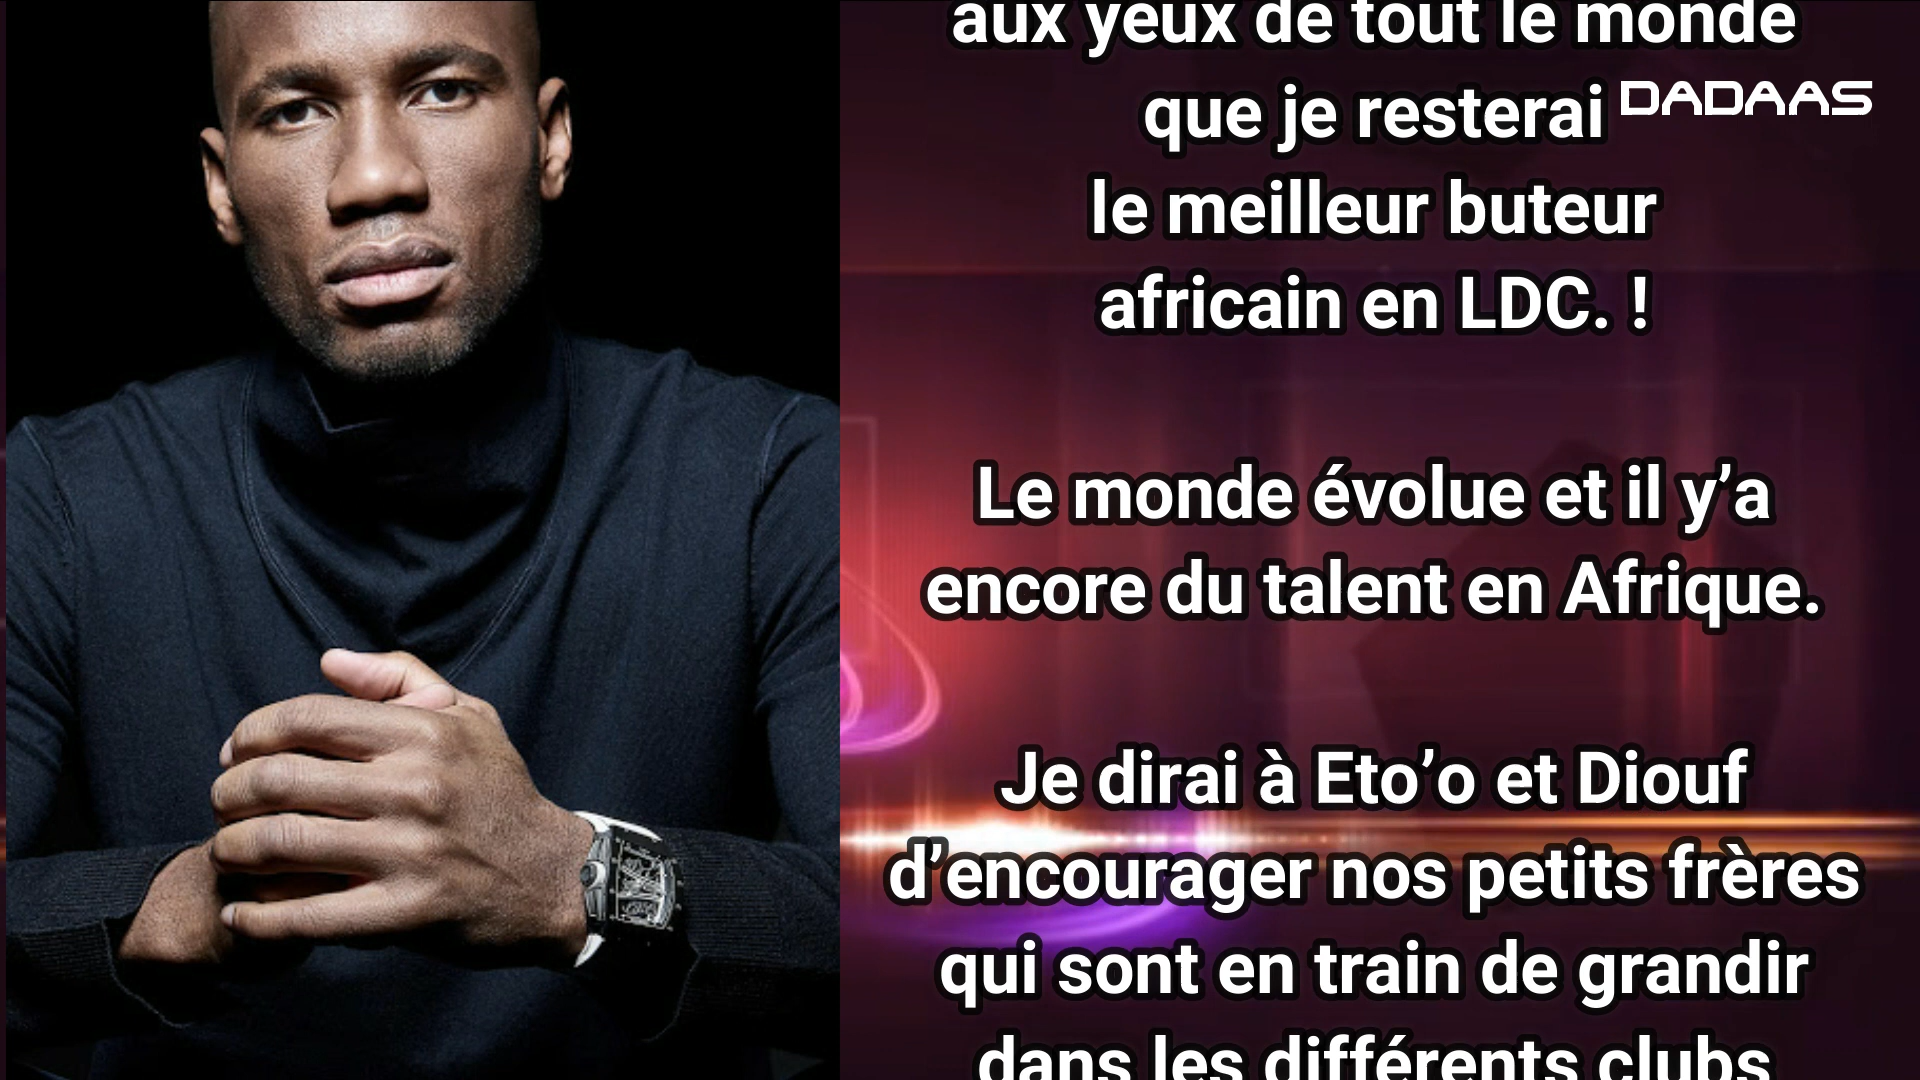 aux yeux de tout le monde
que je resterai
DADAAS
le meilleur buteur
africain en LDC. !
Le monde évolue et il y’a
encore du talent en Afrique.
Je dirai à Eto’o et Diouf
d’encourager nos petits frères
qui sont en train de grandir
dans les différents clubs